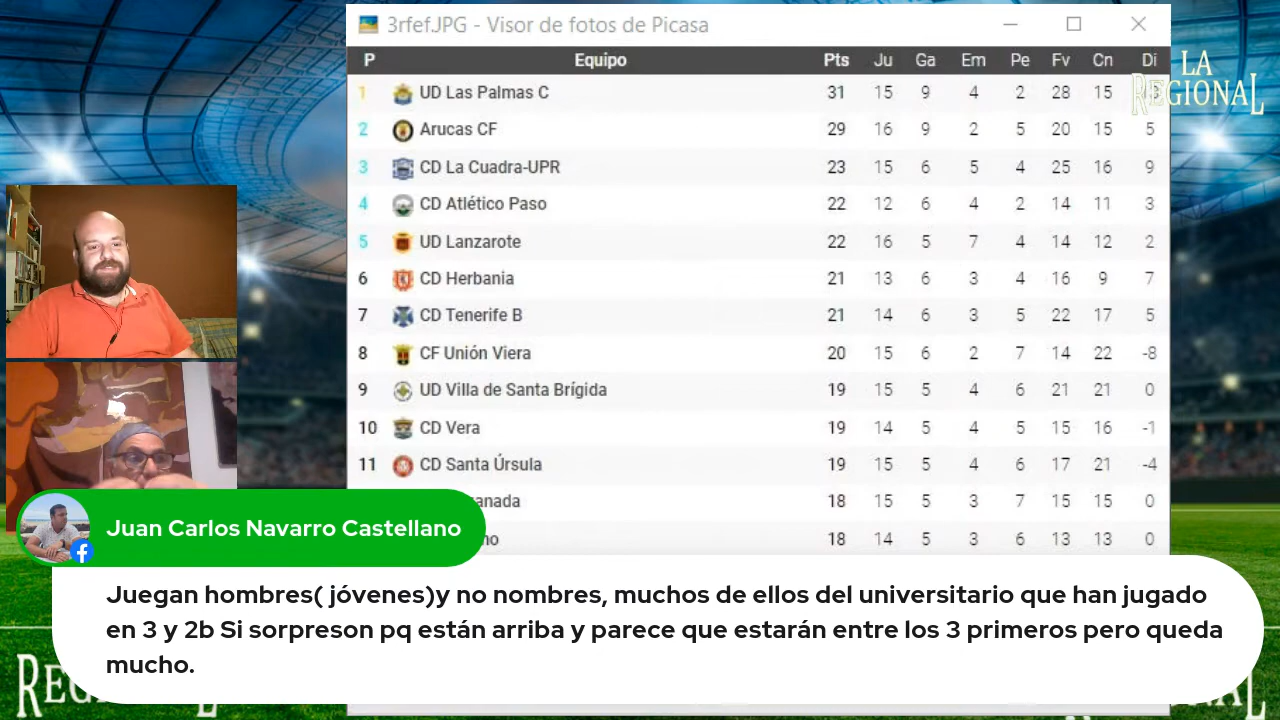 3rfef.JPG - Visor de fotos de Picasa
P Equipo Pts Ju Ga Em Pe Fv Cn Di
LA REGIONAL
1 UD Las Palmas C 31 15 9 4 2 28 15
2 Arucas CF 29 16 9 2 5 20 15 5
3 CD La Cuadra-UPR 23 15 6 5 4 25 16 9
4 CD Atlético Paso 22 12 6 4 2 14 11 3
5 UD Lanzarote 22 16 5 7 4 14 12 2
6 CD Herbania 21 13 6 3 4 16 9 7
7 CD Tenerife B 21 14 6 3 5 22 17 5
8 CF Unión Viera 20 15 6 2 7 14 22 -8
9 UD Villa de Santa Brígida 19 15 5 4 6 21 21 0
10 CD Vera 19 14 5 4 5 15 16 -1
11 CD Santa Úrsula 19 15 5 4 6 17 21 -4
18 15 5 3 7 15 15 0
18 14 5 3 6 13 13 0
Juan Carlos Navarro Castellano
Juegan hombres( jóvenes)y no nombres, muchos de ellos del universitario que han jugado
en 3 y 2b Si sorpreson pq están arriba y parece que estarán entre los 3 primeros pero queda
mucho.